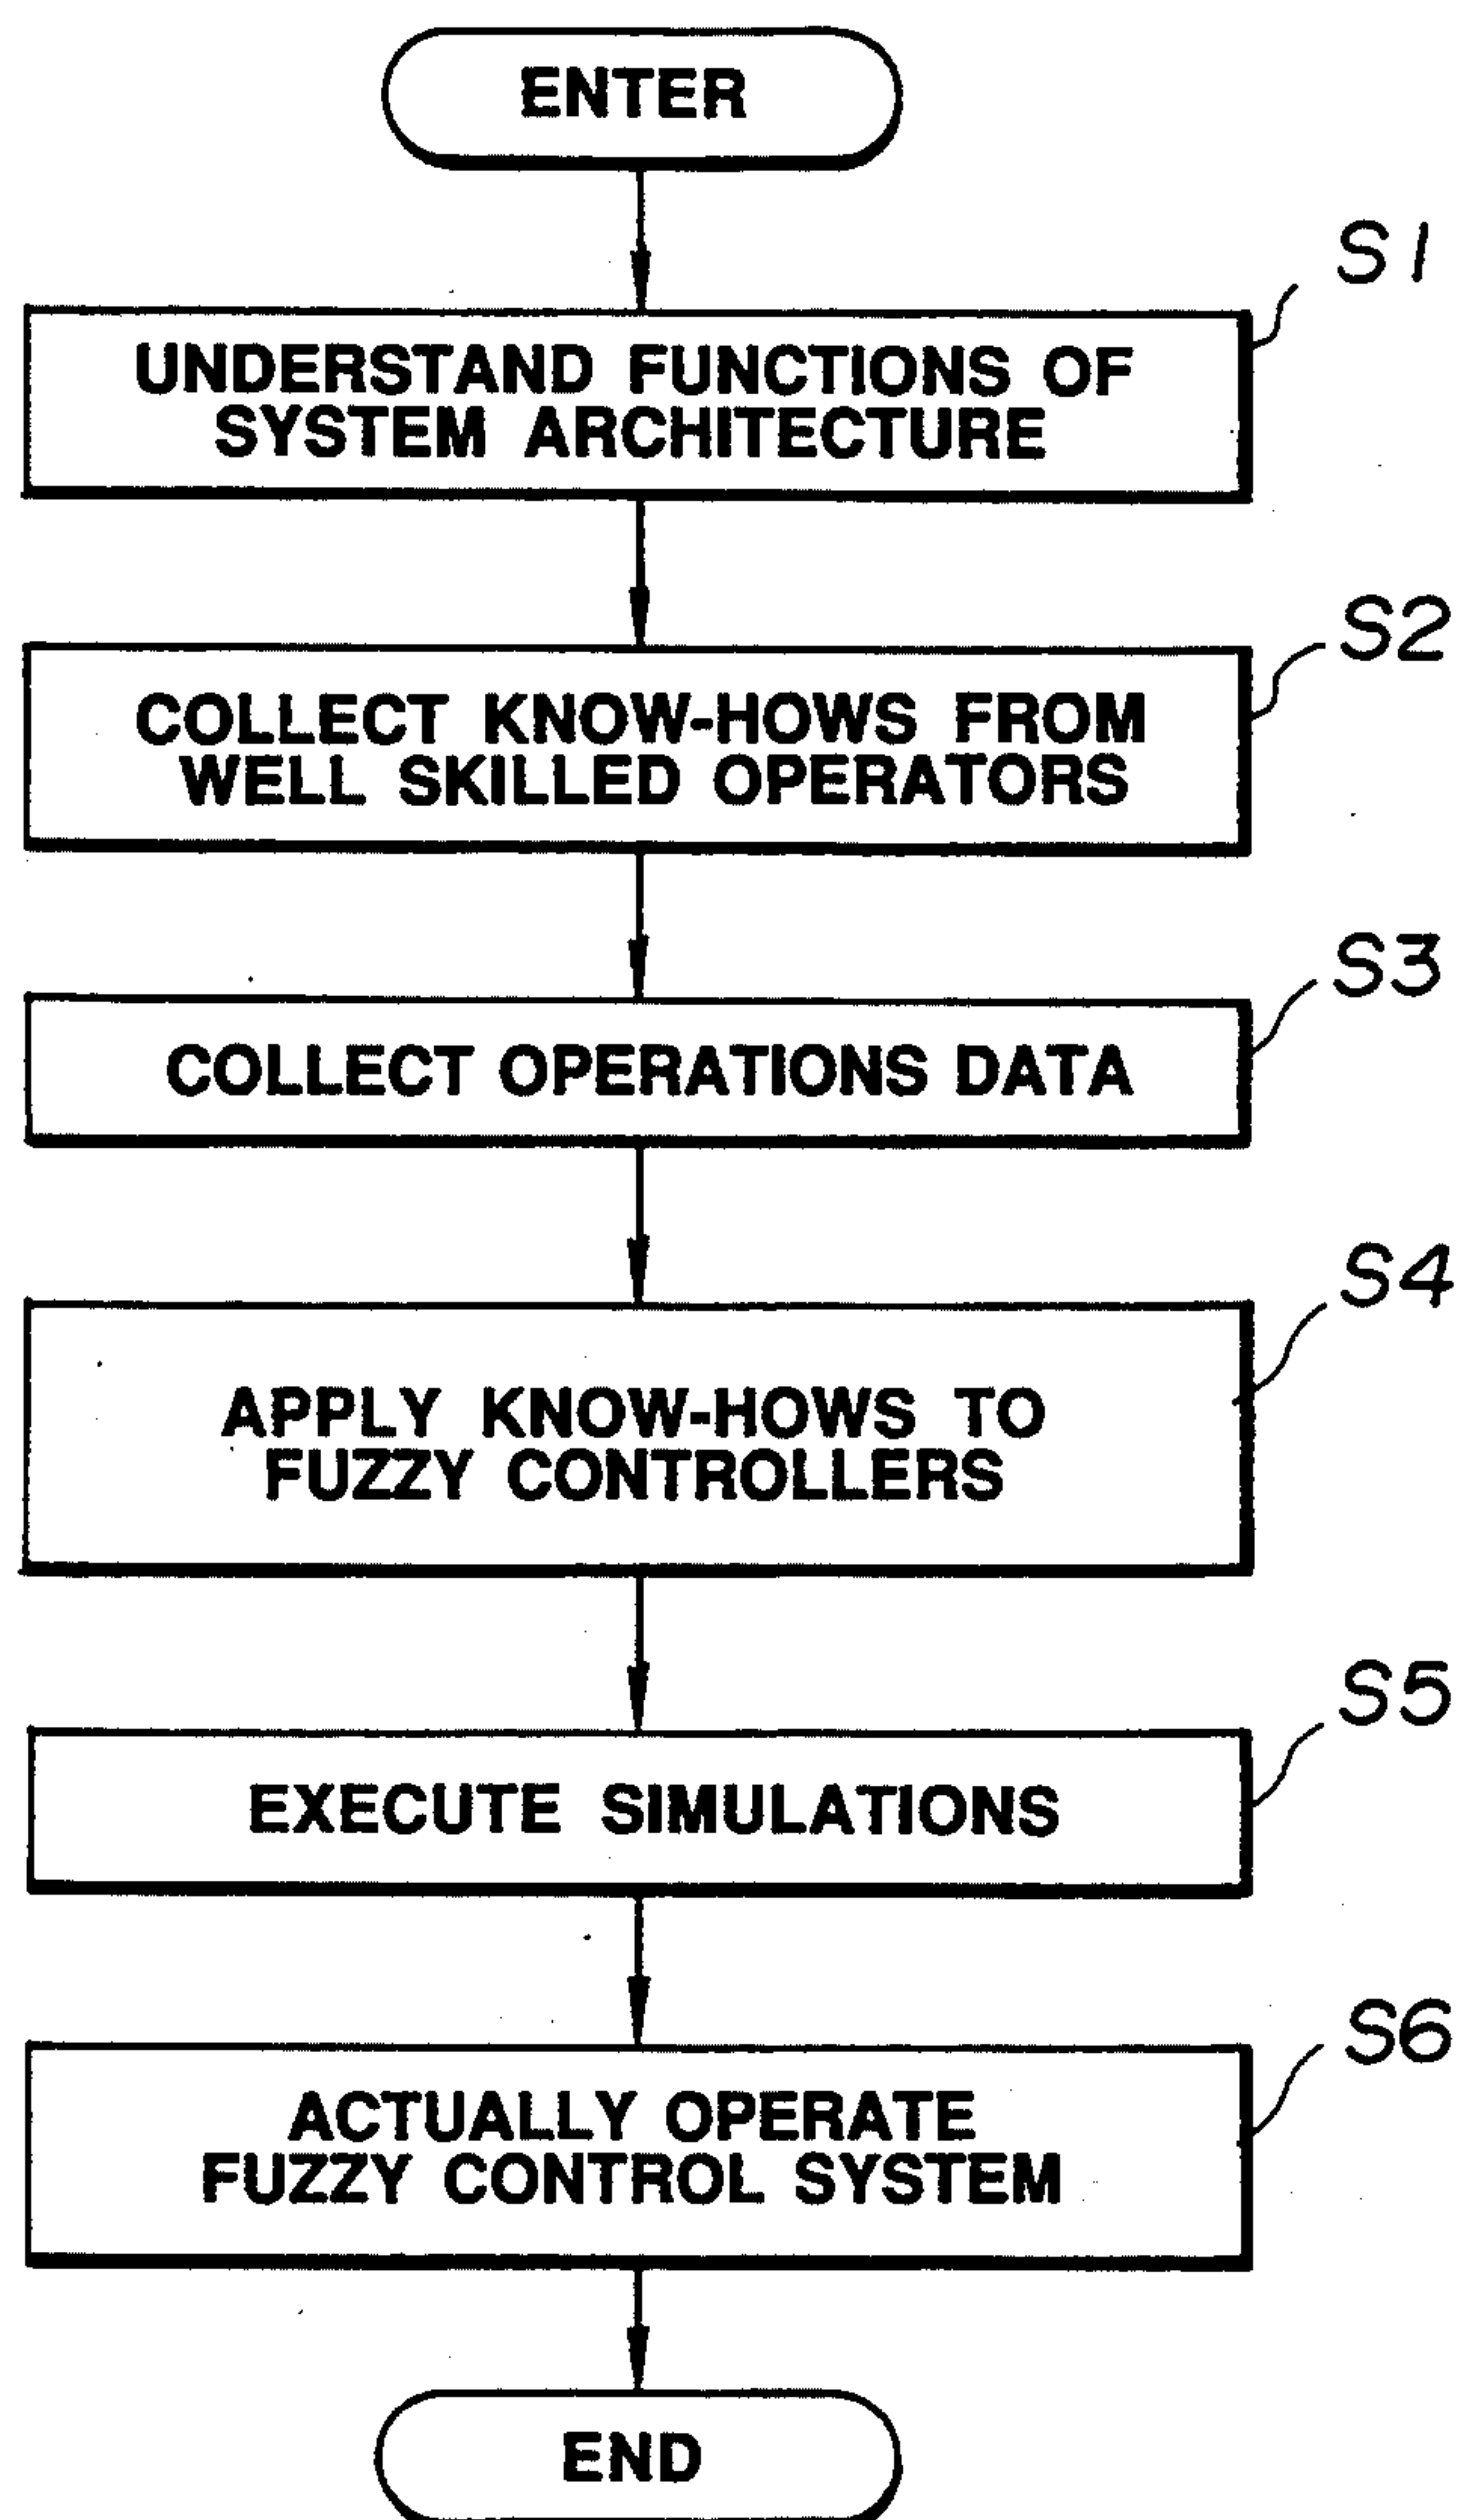 ENTER
S1
UNDERSTAND FUNCTIONS OF
SYSTEM ARCHITECTURE
S2
COLLECT KNOW-HOWS FROM
WELL SKILLED OPERATORS
S3
COLLECT OPERATIONS DATA
S4
APPLY KNOW-HOWS TO
FUZZY CONTROLLERS
S5
EXECUTE SIMULATIONS
S6
ACTUALLY OPERATE
FUZZY CONTROL SYSTEM
END